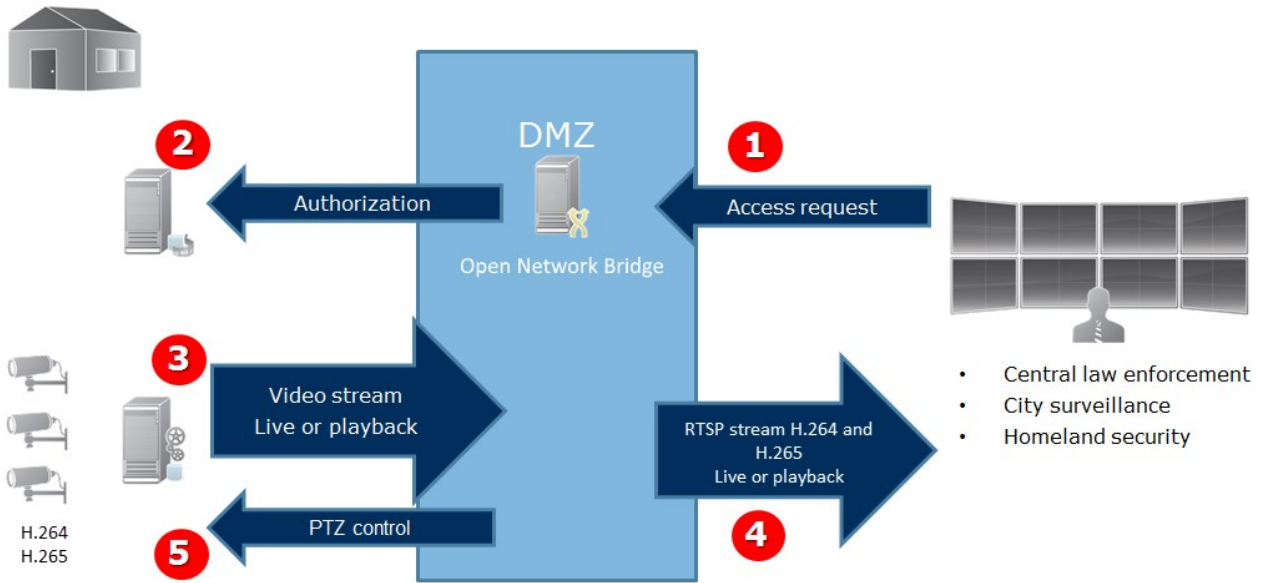 DMZ
1
2
Authorization
Access request
Open Network Bridge
3
Video stream
Live or playback
RTSP stream H.264 and
H.265
Live or playback
• Central law enforcement
• City surveillance
• Homeland security
H.264
H.265
PTZ control
4
5